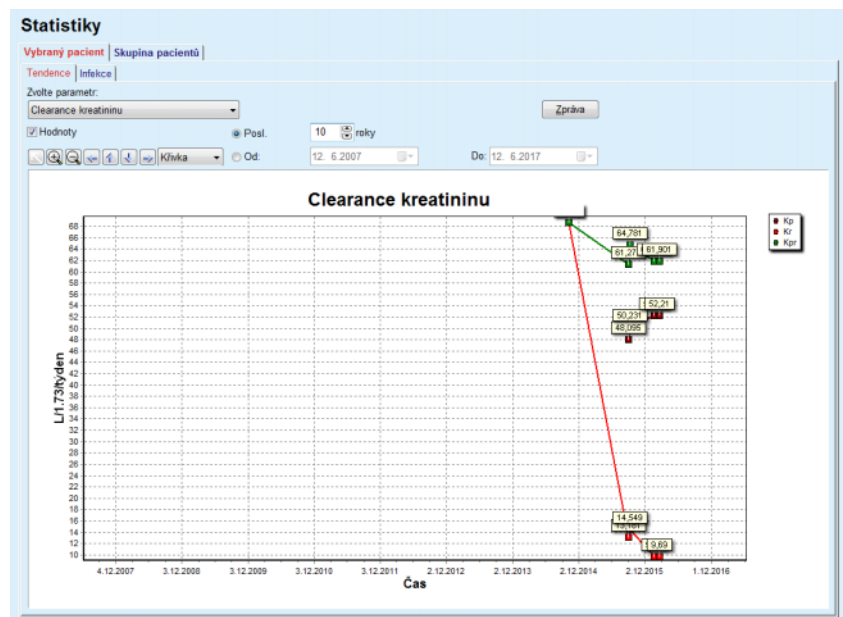 Statistiky
Vybraný pacient Skupina pacientů
Tendence Infekce
Zvolte parametr:
Clearance kreatininu Zpráva
Hodnoty Posl. 10 roky
Křivka Od: 12. 6.2007 Do: 12. 6.2017
Clearance kreatininu
Kp
Kr
Kpr
68
66
64
62
60
58
56
54
52
50
48
46
44
42
40
38
36
34
32
30
28
26
24
22
20
18
16
14
12
10
L/1.73/týden
64,781
61,27 61,901
52,21
50,231
48,095
14,549
9,69
4.12.2007 3.12.2008 3.12.2009 3.12.2010 3.12.2011 2.12.2012 2.12.2013 2.12.2014 2.12.2015 1.12.2016
Čas